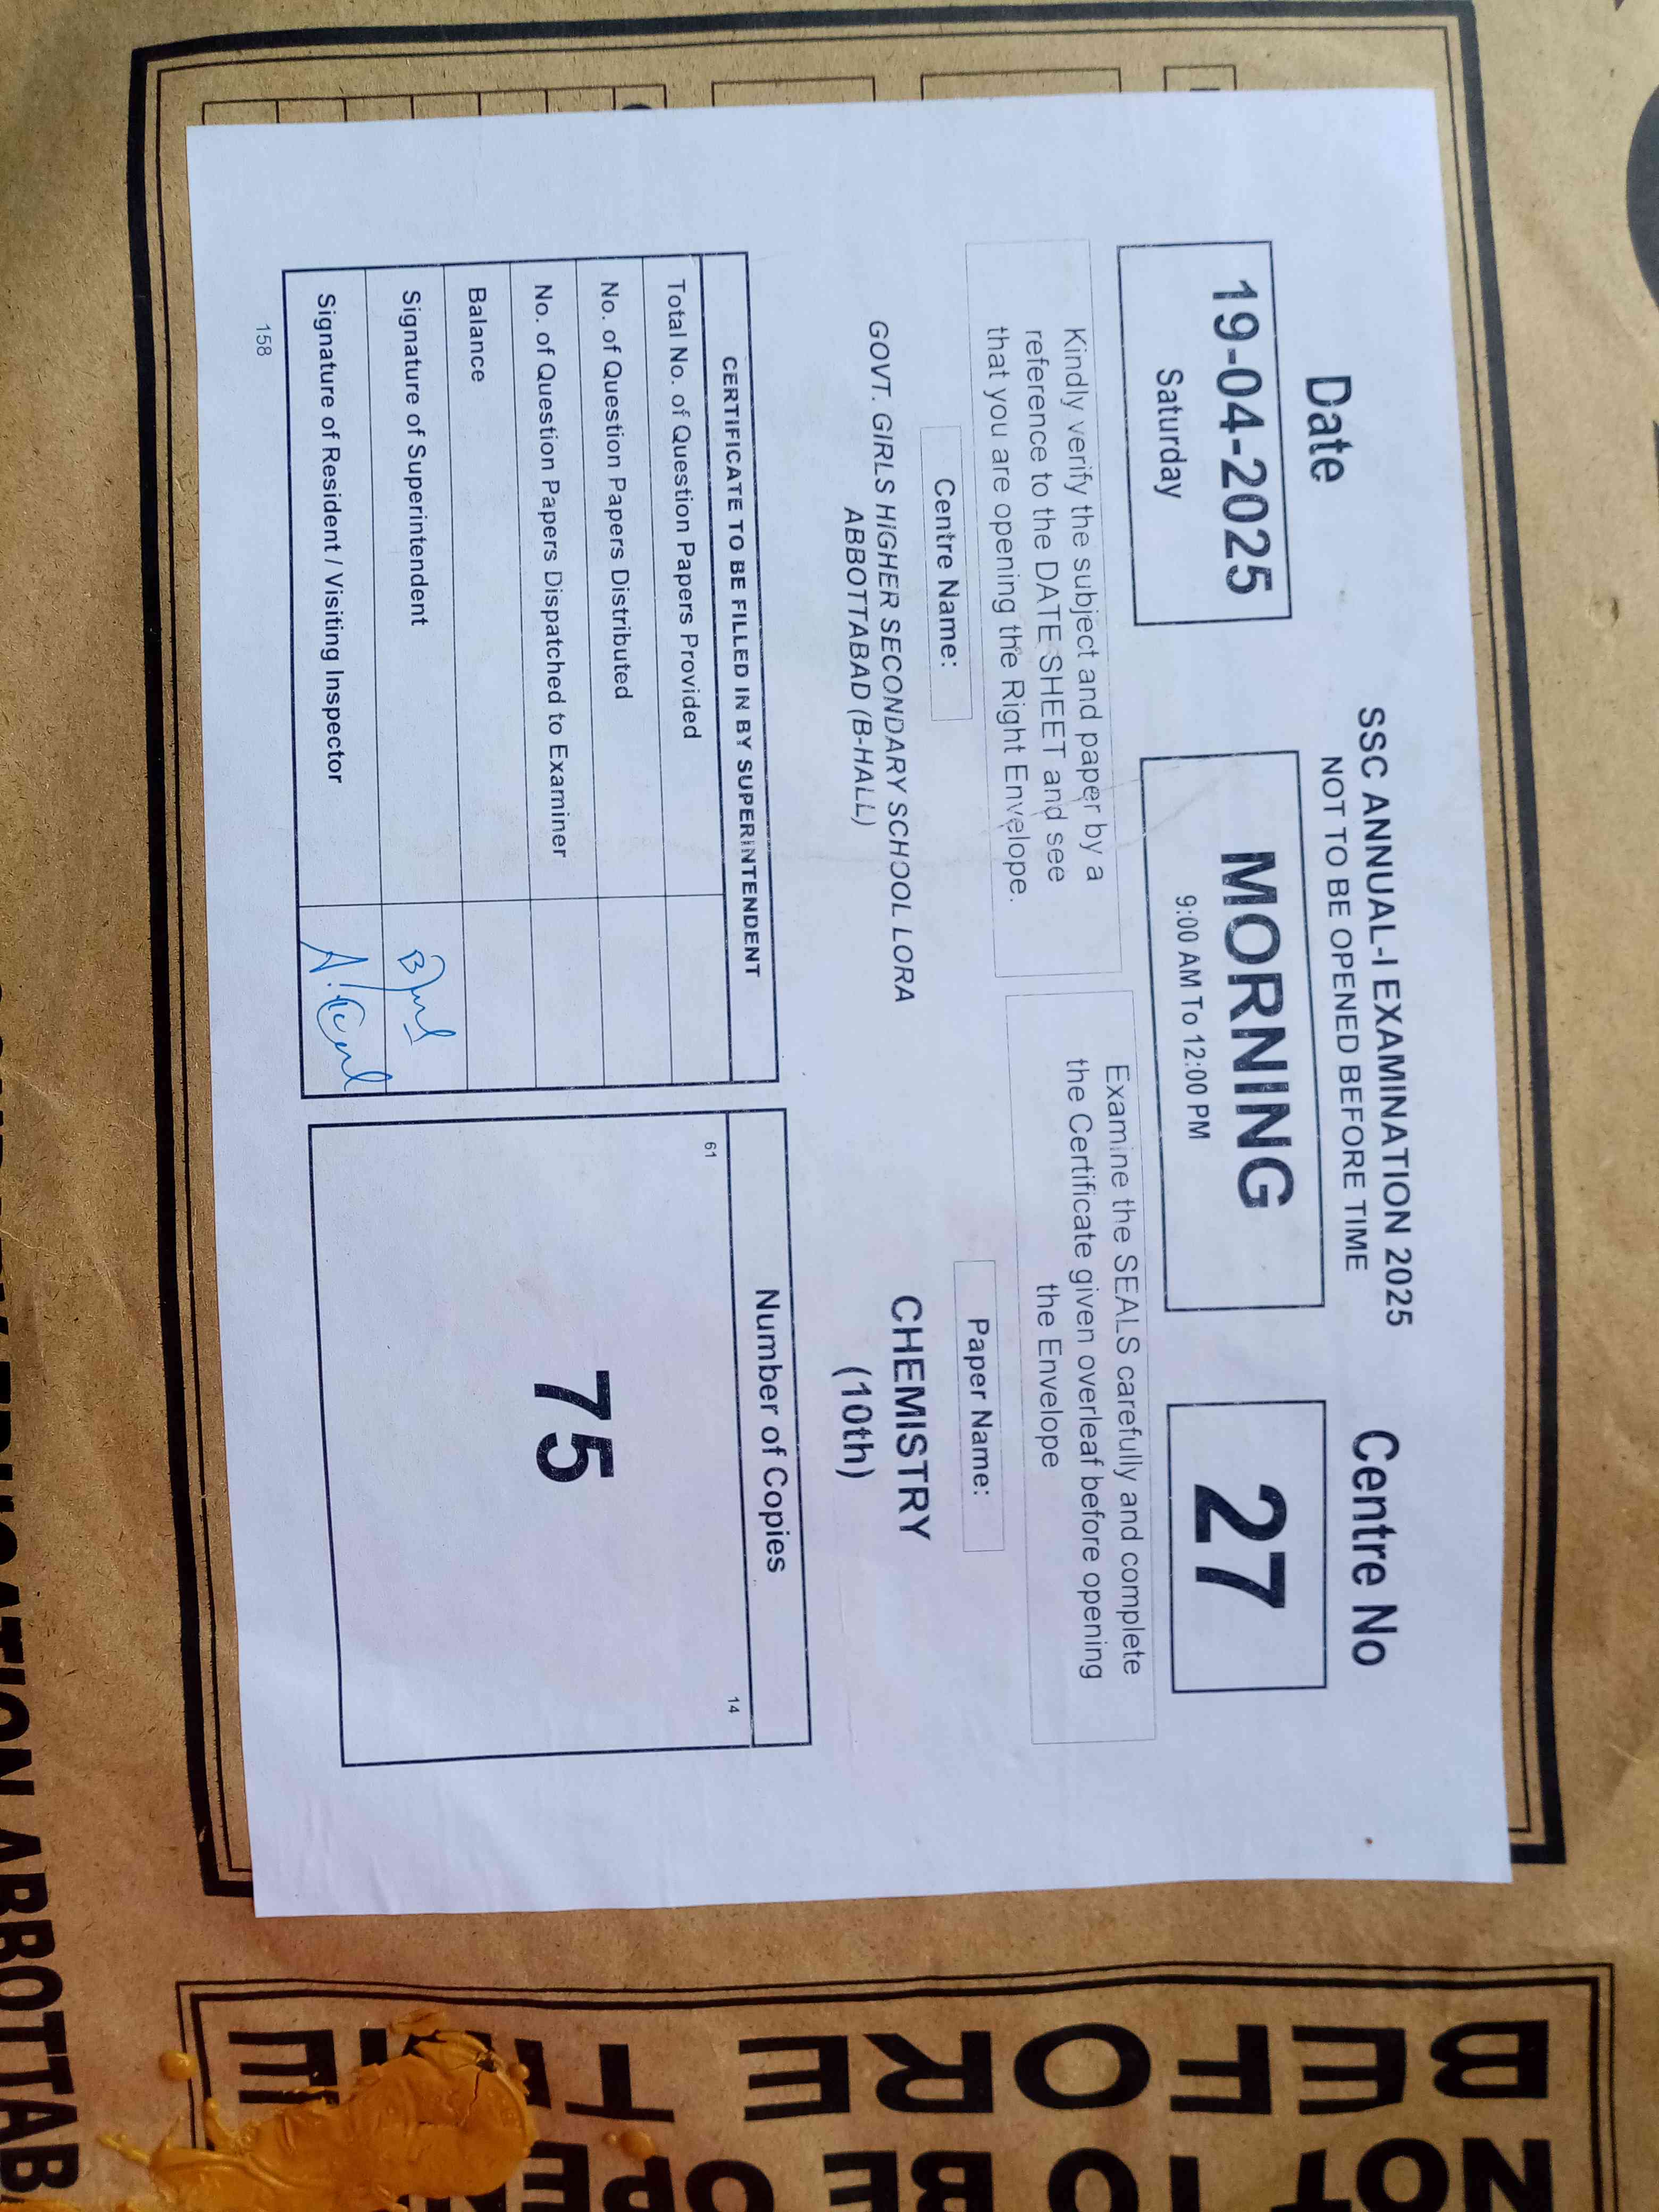 SSC ANNUAL-I EXAMINATION 2025
NOT TO BE OPENED BEFORE TIME
Date
Centre No
19-04-2025
Saturday
MORNING
9:00 AM To 12:00 PM
27
Kindly verify the subject and paper by a
reference to the DATE SHEET and see
that you are opening the Right Envelope.
Examine the SEALS carefully and complete
the Certificate given overleaf before opening
the Envelope
Centre Name:
GOVT. GIRLS HIGHER SECONDARY SCHOOL LORA
ABBOTTABAD (B-HALL)
Paper Name:
CHEMISTRY
(10th)
CERTIFICATE TO BE FILLED IN BY SUPERINTENDENT
Total No. of Question Papers Provided
No. of Question Papers Distributed
No. of Question Papers Dispatched to Examiner
Balance
Signature of Superintendent
Signature of Resident / Visiting Inspector
Number of Copies
61
14
75
158
NOT TO BE
BEFORE